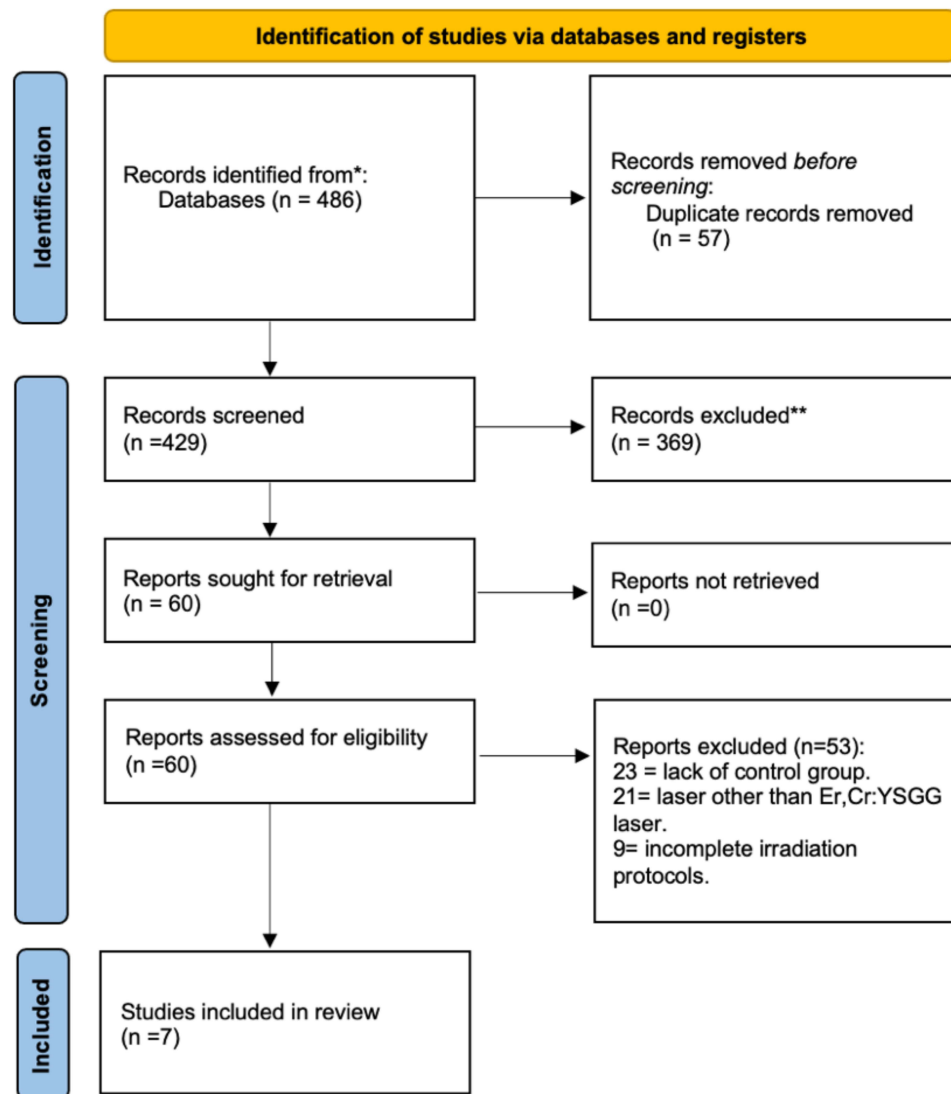 Identification of studies via databases and registers
Identification
Records identified from*:
Databases (n = 486)
Records removed before
screening:
Duplicate records removed
(n = 57)
Screening
Records screened
(n =429)
Records excluded**
(n = 369)
Reports sought for retrieval
(n = 60)
Reports not retrieved
(n =0)
Reports assessed for eligibility
(n =60)
Reports excluded (n=53):
23 = lack of control group.
21= laser other than Er,Cr:YSGG
laser.
9= incomplete irradiation
protocols.
Included
Studies included in review
(n =7)